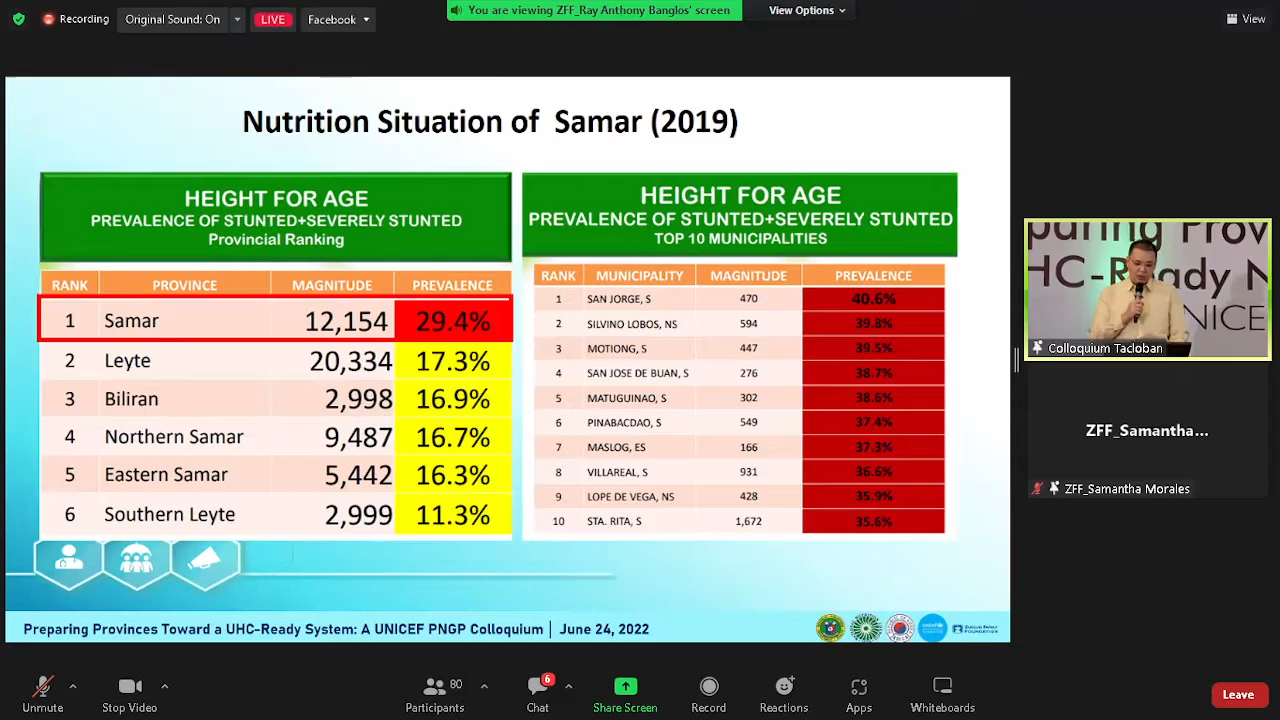 Recording
Original Sound: On
LIVE
Facebook
You are viewing ZFF_Ray Anthony Banglos' screen
View Options
View
Nutrition Situation of Samar (2019)
HEIGHT FOR AGE
PREVALENCE OF STUNTED+SEVERELY STUNTED
Provincial Ranking
RANK PROVINCE MAGNITUDE PREVALENCE
1 Samar 12,154 29.4%
2 Leyte 20,334 17.3%
3 Biliran 2,998 16.9%
4 Northern Samar 9,487 16.7%
5 Eastern Samar 5,442 16.3%
6 Southern Leyte 2,999 11.3%
HEIGHT FOR AGE
PREVALENCE OF STUNTED+SEVERELY STUNTED
TOP 10 MUNICIPALITIES
RANK MUNICIPALITY MAGNITUDE PREVALENCE
1 SAN JORGE, S 470 40.6%
2 SILVINO LOBOS, NS 594 39.8%
3 MOTIONG, S 447 39.5%
4 SAN JOSE DE BUAN, S 276 38.7%
5 MATUGUINAO, S 302 38.6%
6 PINABACDAO, S 549 37.4%
7 MASLOG, ES 166 37.3%
8 VILLAREAL, S 931 36.6%
9 LOPE DE VEGA, NS 428 35.9%
10 STA. RITA, S 1,672 35.6%
Preparing Provinces Toward a UHC-Ready System: A UNICEF PNGP Colloquium | June 24, 2022
unicef
ZUELLIG FAMILY
FOUNDATION
paring Prov
HC-Ready N
NICE
Colloquium Tacloban
ZFF_Samantha...
ZFF_Samantha Morales
Unmute
Stop Video
80
Participants
6
Chat
Share Screen
Record
Reactions
Apps
Whiteboards
Leave